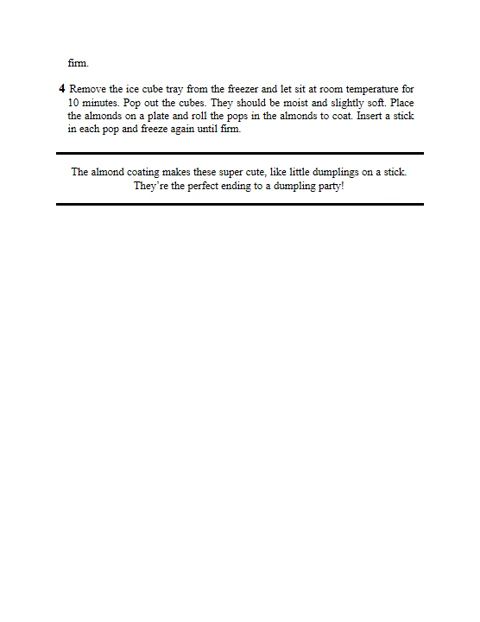 firm.
4 Remove the ice cube tray from the freezer and let sit at room temperature for
10 minutes. Pop out the cubes. They should be moist and slightly soft. Place
the almonds on a plate and roll the pops in the almonds to coat. Insert a stick
in each pop and freeze again until firm.
The almond coating makes these super cute, like little dumplings on a stick.
They’re the perfect ending to a dumpling party!